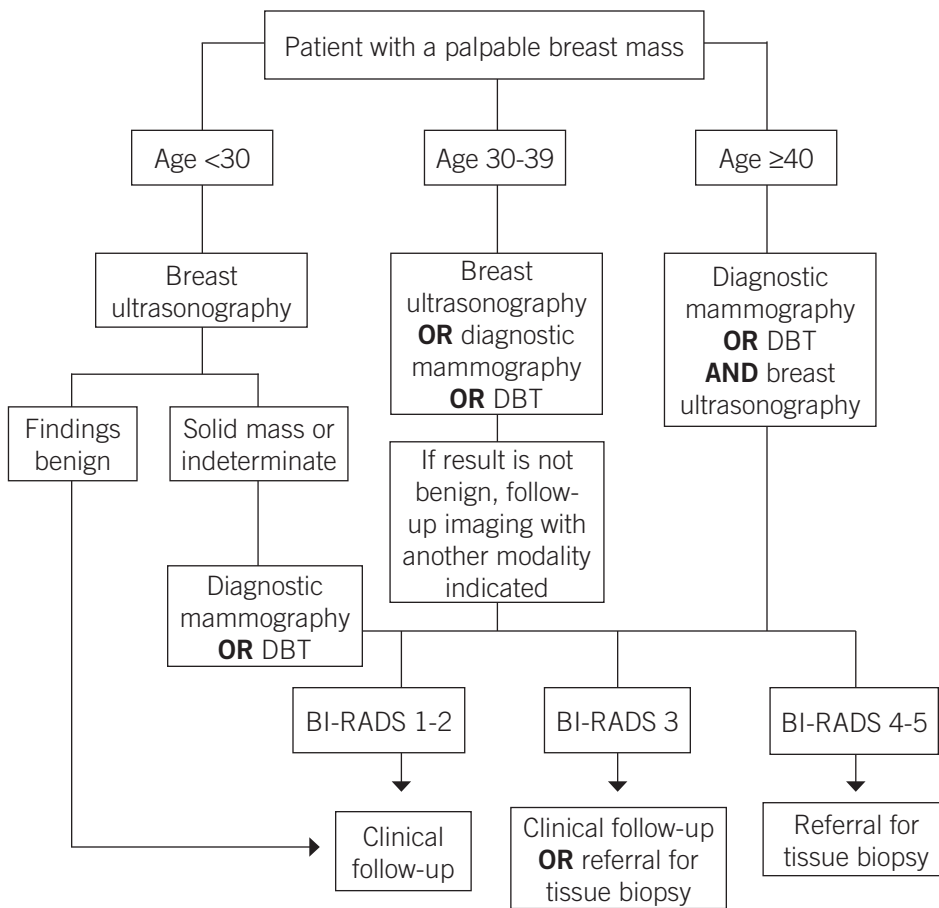 Patient with a palpable breast mass
Age <30
Age 30-39
Age ≥40
Breast
ultrasonography
Breast
ultrasonography
OR diagnostic
mammography
OR DBT
Diagnostic
mammography
OR DBT
AND breast
ultrasonography
Findings
benign
Solid mass or
indeterminate
If result is not
benign, follow-
up imaging with
another modality
indicated
Diagnostic
mammography
OR DBT
BI-RADS 1-2
BI-RADS 3
BI-RADS 4-5
Clinical
follow-up
Clinical follow-up
OR referral for
tissue biopsy
Referral for
tissue biopsy